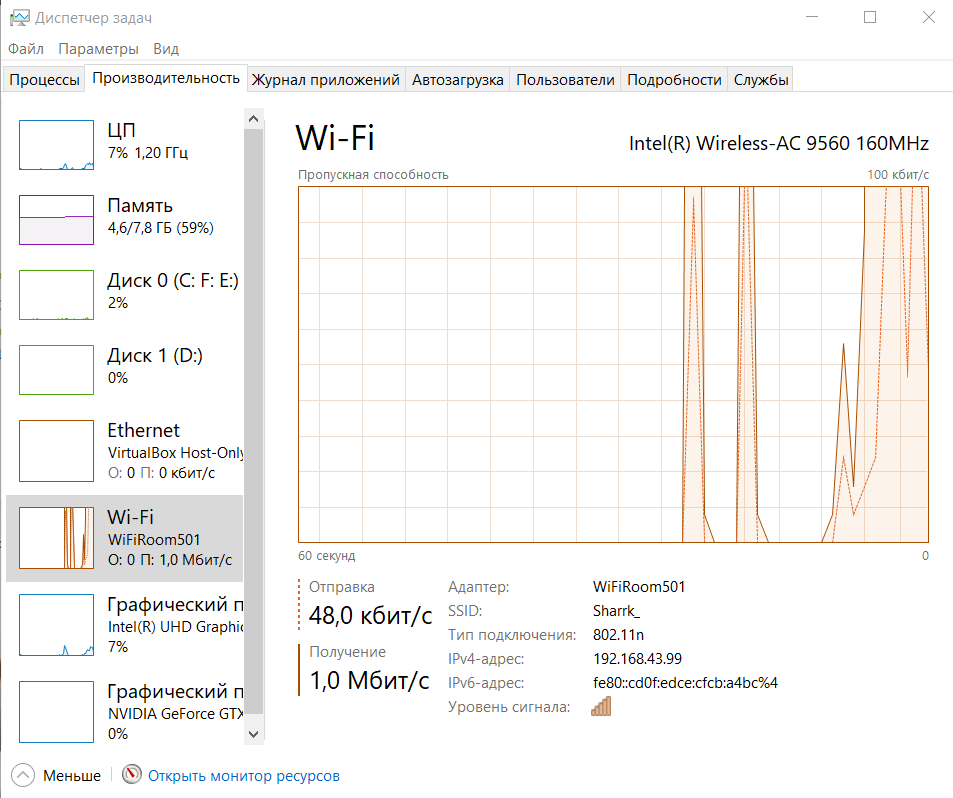 Диспетчер задач
Файл Параметры Вид
Процессы Производительность Журнал приложений Автозагрузка Пользователи Подробности Службы
ЦП
7% 1,20 ГГц
Память
4,6/7,8 ГБ (59%)
Диск 0 (C: F: E:)
2%
Диск 1 (D:)
0%
Ethernet
VirtualBox Host-Only
О: 0 П: 0 кбит/с
Wi-Fi
WiFiRoom501
О: 0 П: 1,0 Мбит/с
Графический п
Intel(R) UHD Graphic
7%
Графический п
NVIDIA GeForce GTX
0%
Wi-Fi
Intel(R) Wireless-AC 9560 160MHz
Пропускная способность 100 кбит/с
60 секунд 0
Отправка
48,0 кбит/с
Получение
1,0 Мбит/с
Адаптер: WiFiRoom501
SSID: Sharrk_
Тип подключения: 802.11n
IPv4-адрес: 192.168.43.99
IPv6-адрес: fe80::cd0f:edce:cfcb:a4bc%4
Уровень сигнала:
Меньше Открыть монитор ресурсов